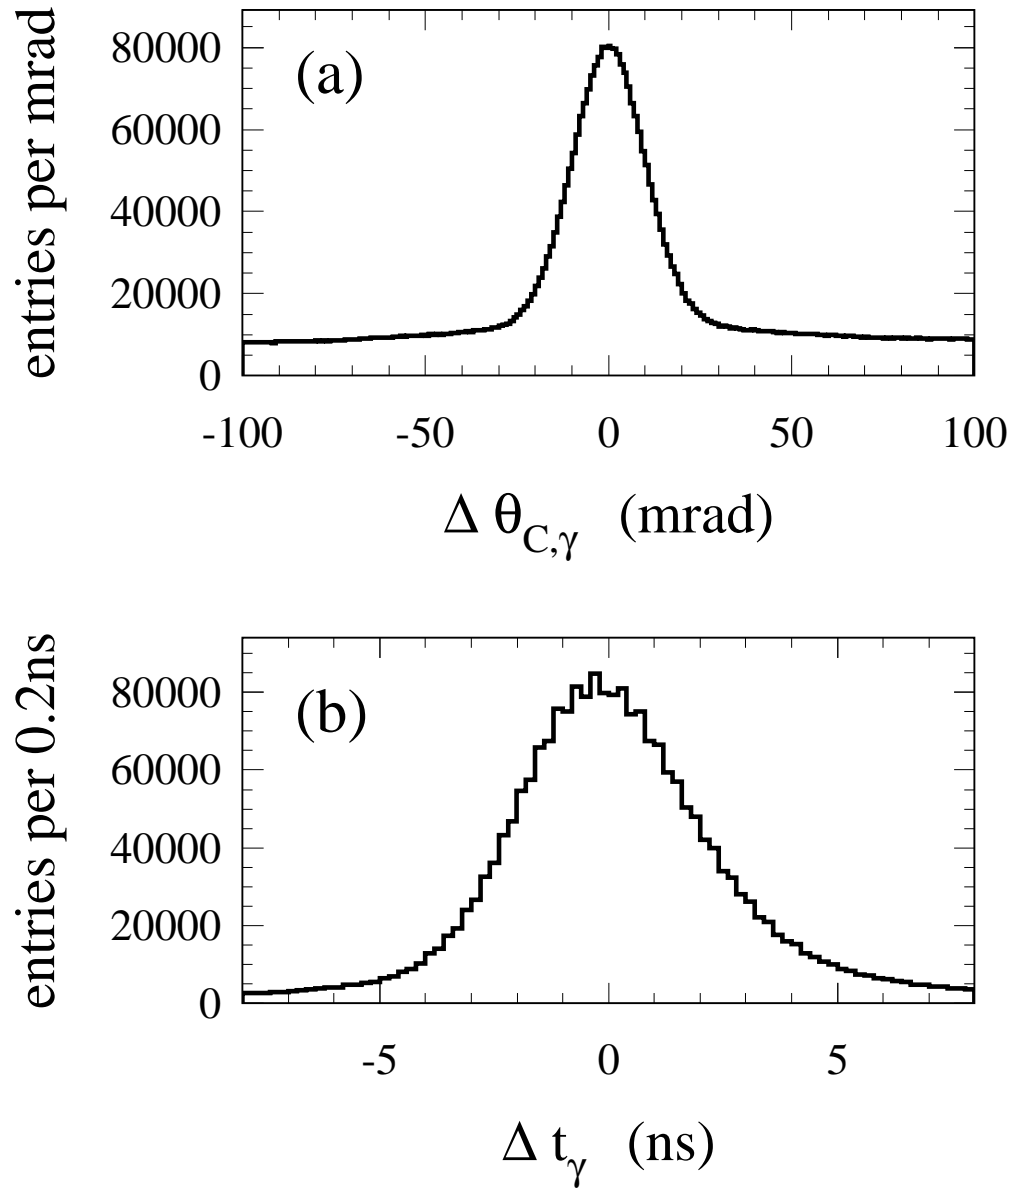 entries per mrad
(a)
80000
60000
40000
20000
0
-100 -50 0 50 100
Δ θC,γ (mrad)
entries per 0.2ns
(b)
80000
60000
40000
20000
0
-5 0 5
Δ tγ (ns)